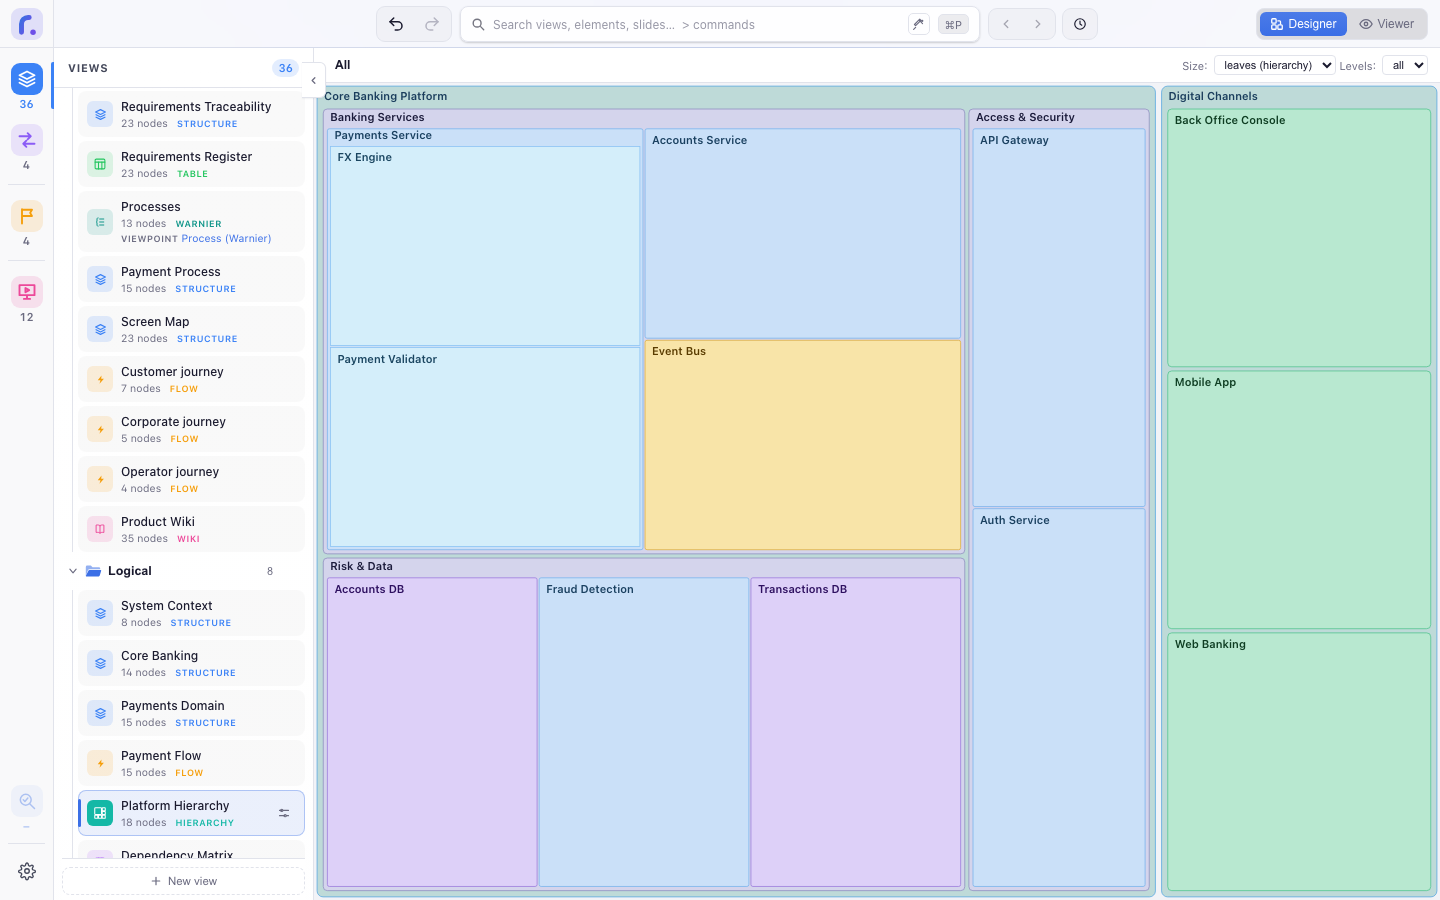 Search views, elements, slides... > commands
⌘P
Designer
Viewer
36
4
4
12
–
VIEWS
36
Requirements Traceability
23 nodes STRUCTURE
Requirements Register
23 nodes TABLE
Processes
13 nodes WARNIER
VIEWPOINT Process (Warnier)
Payment Process
15 nodes STRUCTURE
Screen Map
23 nodes STRUCTURE
Customer journey
7 nodes FLOW
Corporate journey
5 nodes FLOW
Operator journey
4 nodes FLOW
Product Wiki
35 nodes WIKI
Logical 8
System Context
8 nodes STRUCTURE
Core Banking
14 nodes STRUCTURE
Payments Domain
15 nodes STRUCTURE
Payment Flow
15 nodes FLOW
Platform Hierarchy
18 nodes HIERARCHY
Dependency Matrix
+ New view
All
Size: leaves (hierarchy) Levels: all
Core Banking Platform
Banking Services
Payments Service
FX Engine
Payment Validator
Accounts Service
Event Bus
Access & Security
API Gateway
Auth Service
Risk & Data
Accounts DB
Fraud Detection
Transactions DB
Digital Channels
Back Office Console
Mobile App
Web Banking